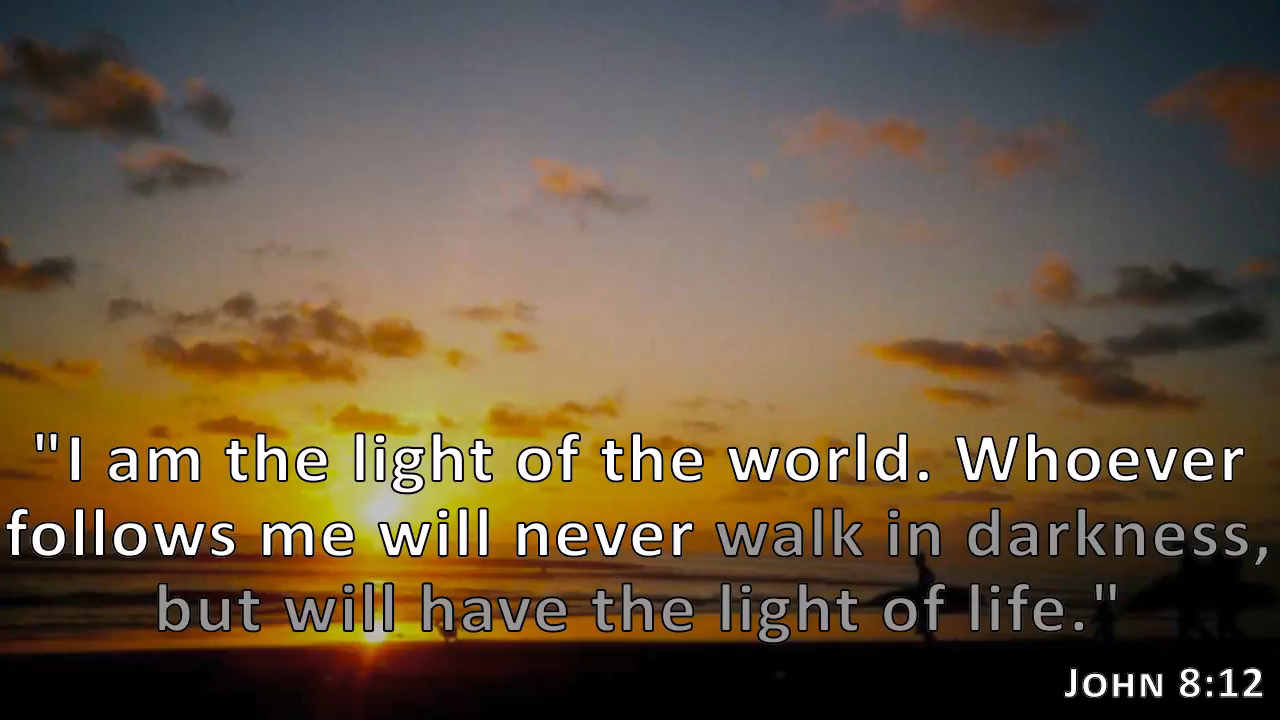 "I am the light of the world. Whoever
follows me will never walk in darkness,
but will have the light of life."
John 8:12